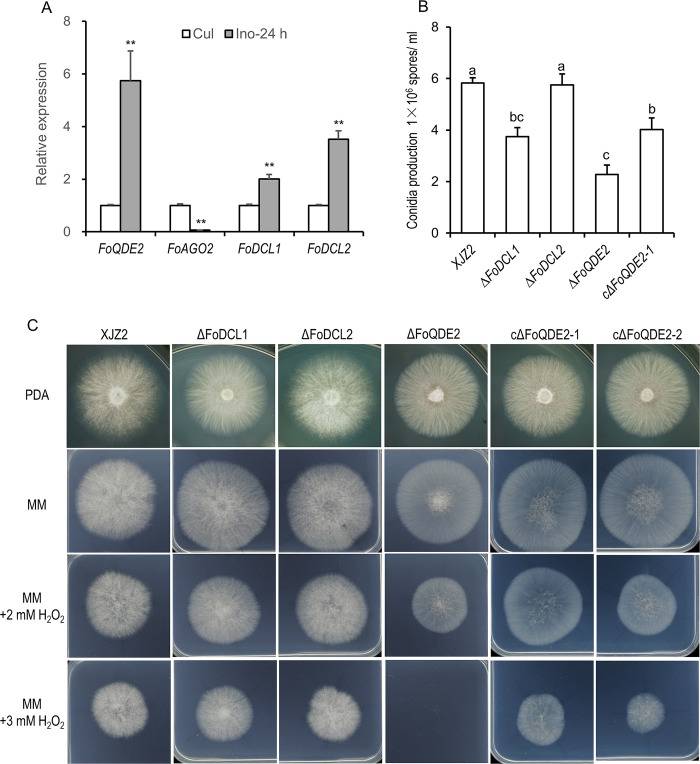 A
8
6
4
2
0
Relative expression
Cul Ino-24 h
**
**
**
**
FoQDE2 FoAGO2 FoDCL1 FoDCL2
B
8
6
4
2
0
Conidia production 1×10⁶ spores/ ml
a
bc
a
c
b
XJZ2
ΔFoDCL1
ΔFoDCL2
ΔFoQDE2
cΔFoQDE2-1
C
XJZ2 ΔFoDCL1 ΔFoDCL2 ΔFoQDE2 cΔFoQDE2-1 cΔFoQDE2-2
PDA
MM
MM
+2 mM H₂O₂
MM
+3 mM H₂O₂